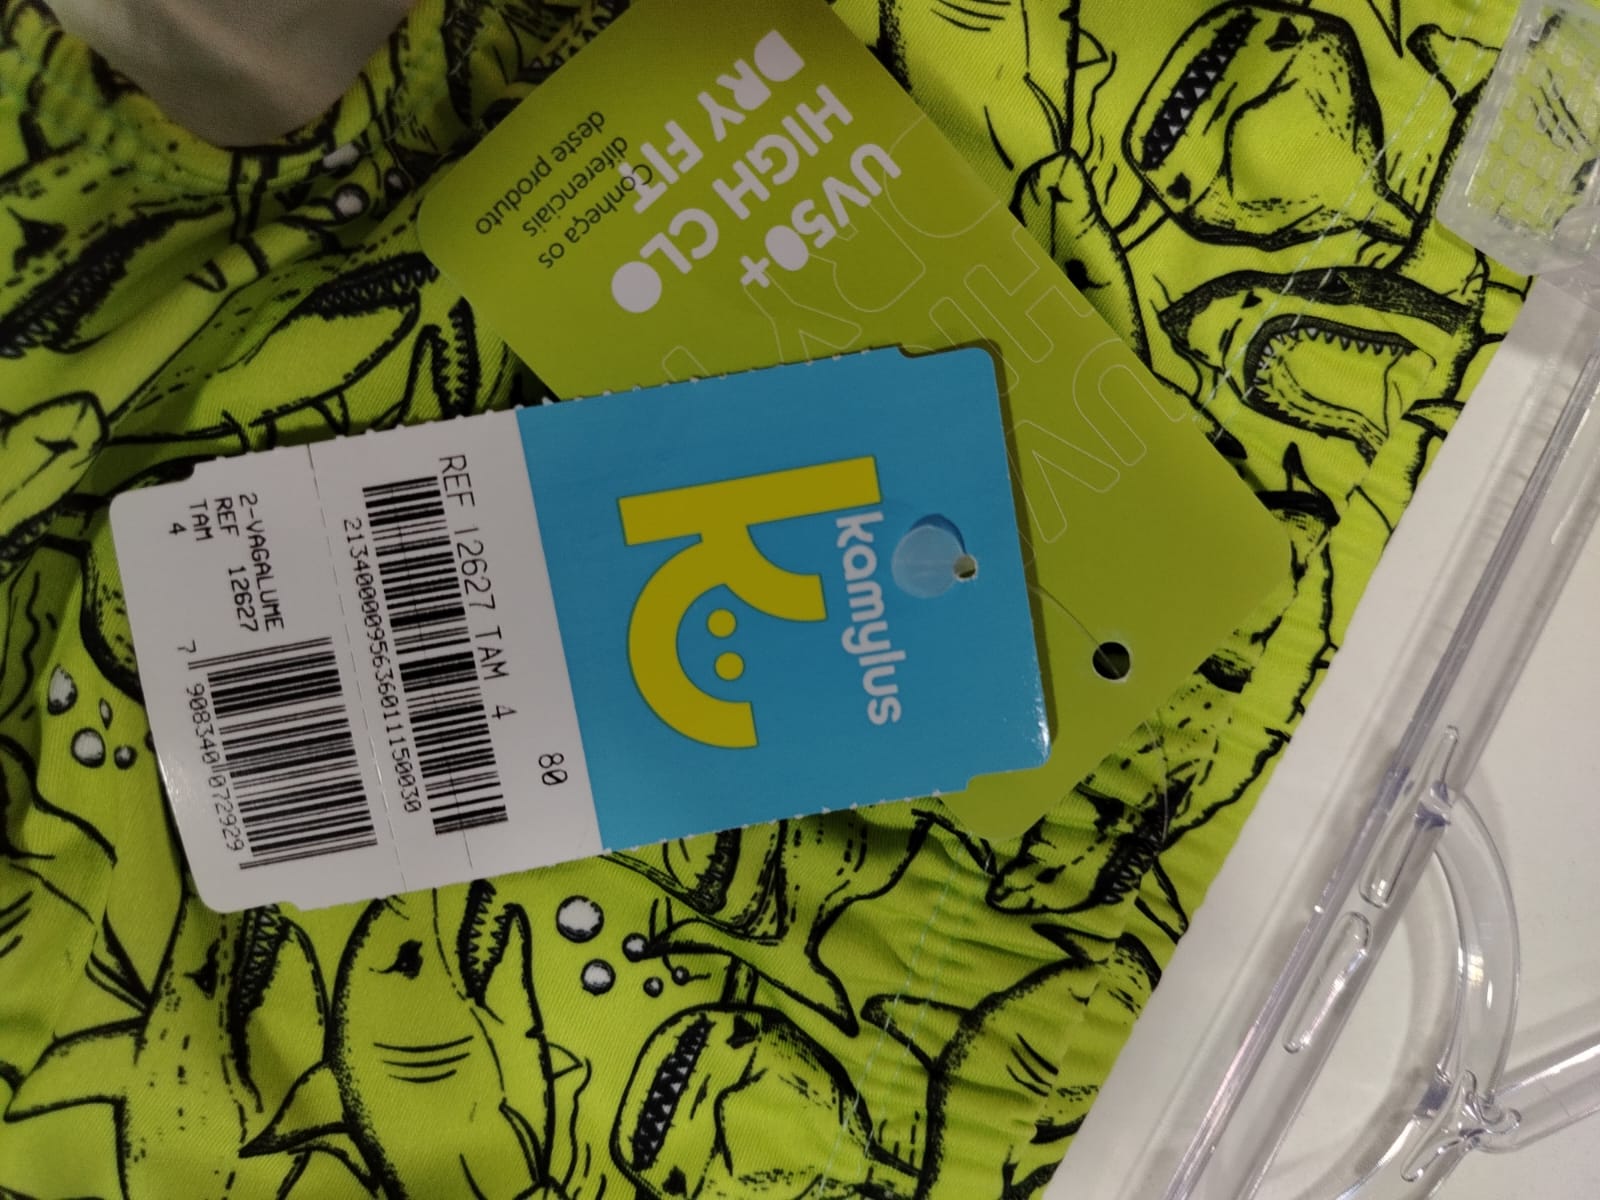 UV50+
HIGH CLO
DRY FIT
Conheça os
diferenciais
deste produto
kamylus
80
REF 12627 TAM 4
2134000095636011150030
2-VAGALUME
REF 12627
TAM
4
7 908340 072929